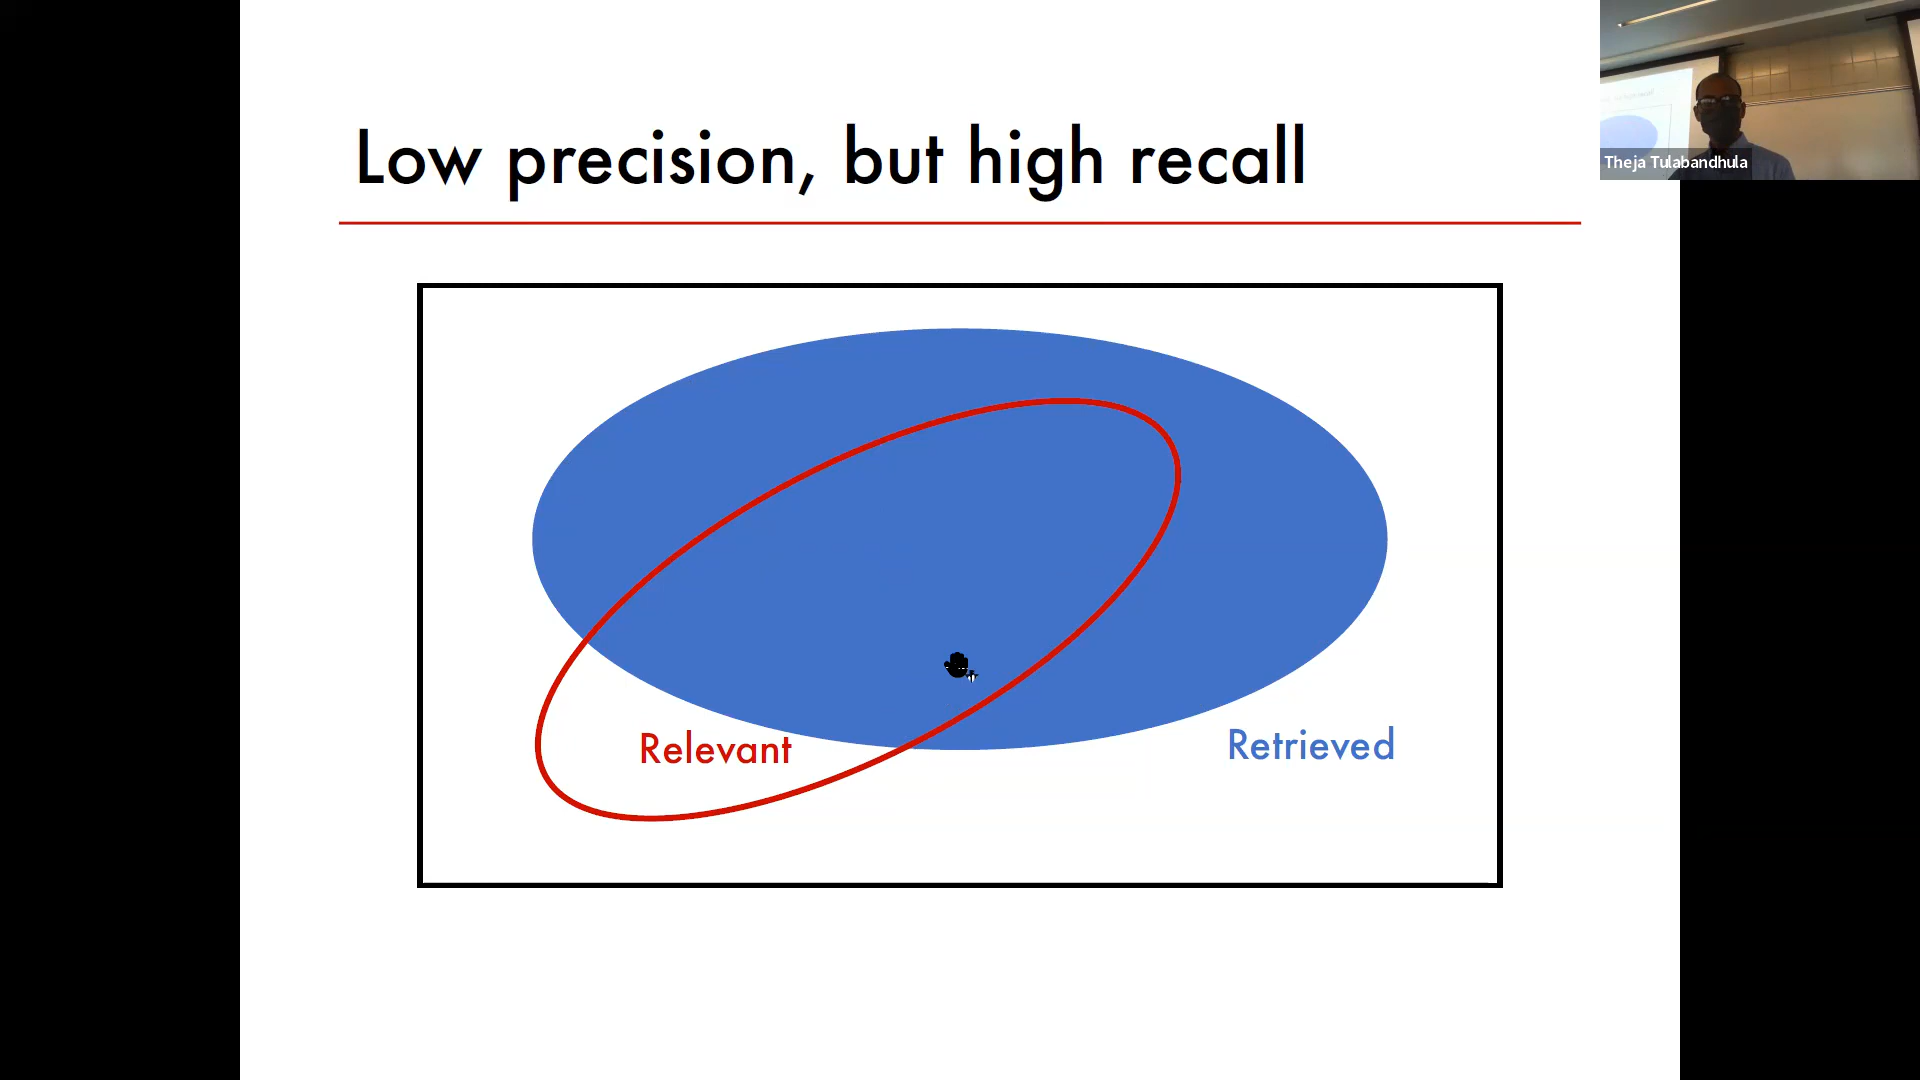 Low precision, but high recall
Theja Tulabandhula
Relevant
Retrieved